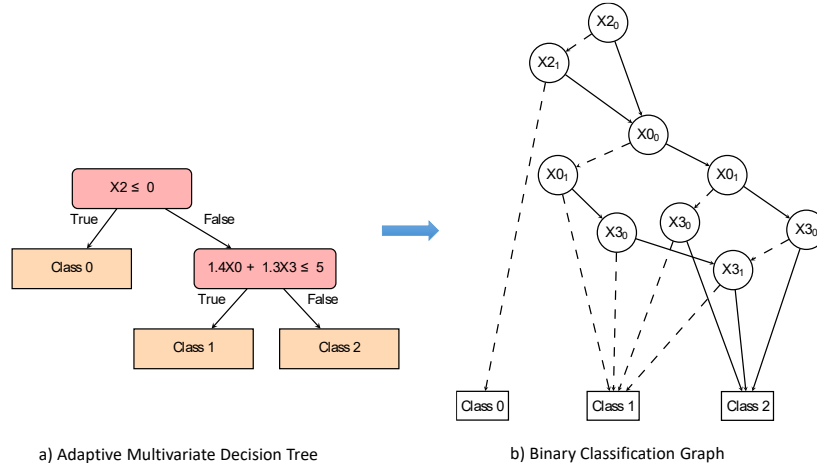 X2 ≤ 0
True
False
Class 0
1.4X0 + 1.3X3 ≤ 5
True
False
Class 1
Class 2
a) Adaptive Multivariate Decision Tree
X2₀
X2₁
X0₀
X0₁
X0₁
X3₀
X3₀
X3₀
X3₁
Class 0
Class 1
Class 2
b) Binary Classification Graph